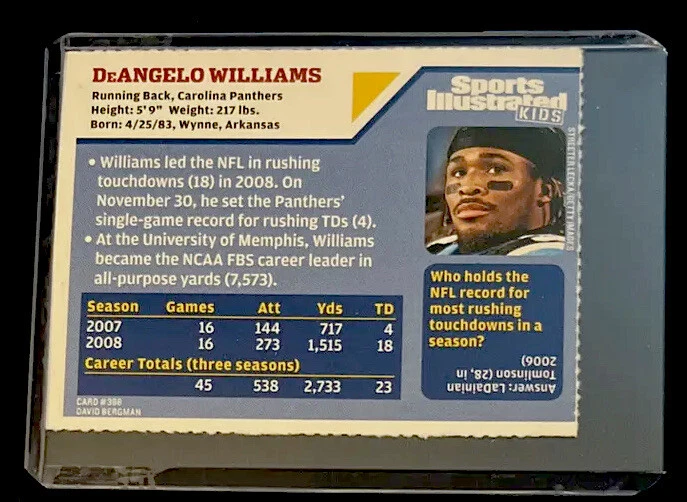 DeANGELO WILLIAMS
Running Back, Carolina Panthers
Height: 5'9" Weight: 217 lbs.
Born: 4/25/83, Wynne, Arkansas
Sports
Illustrated
KIDS
• Williams led the NFL in rushing
touchdowns (18) in 2008. On
November 30, he set the Panthers'
single-game record for rushing TDs (4).
• At the University of Memphis, Williams
became the NCAA FBS career leader in
all-purpose yards (7,573).
Season Games Att Yds TD
2007 16 144 717 4
2008 16 273 1,515 18
Career Totals (three seasons)
45 538 2,733 23
CARD #398
DAVID BERGMAN
STREETER LECKA/GETTY IMAGES
Who holds the
NFL record for
most rushing
touchdowns in a
season?
Answer: LaDainian
Tomlinson (28, in
2006)